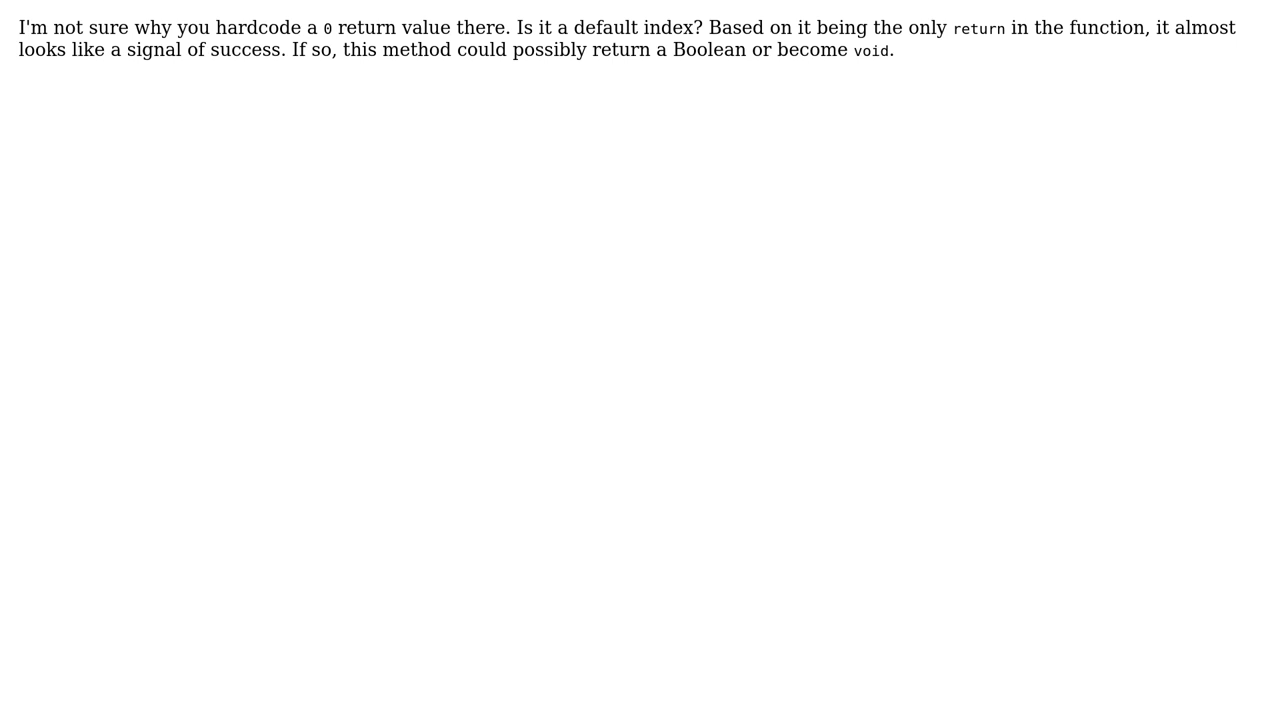 I'm not sure why you hardcode a 0 return value there. Is it a default index? Based on it being the only return in the function, it almost
looks like a signal of success. If so, this method could possibly return a Boolean or become void.